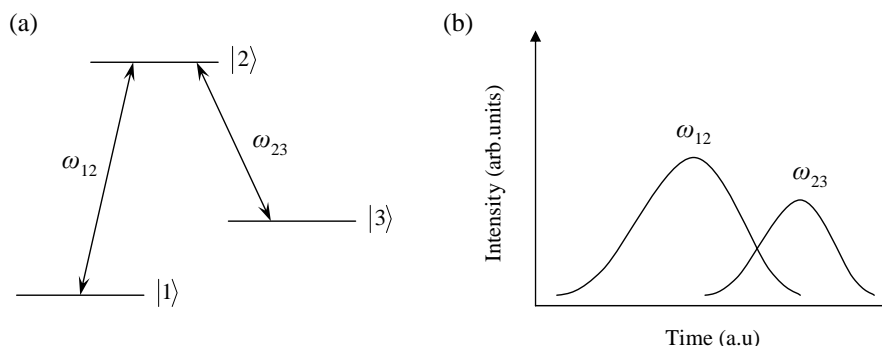 (a)
|2⟩
ω₁₂
ω₂₃
|3⟩
|1⟩
(b)
Intensity (arb.units)
ω₁₂
ω₂₃
Time (a.u)